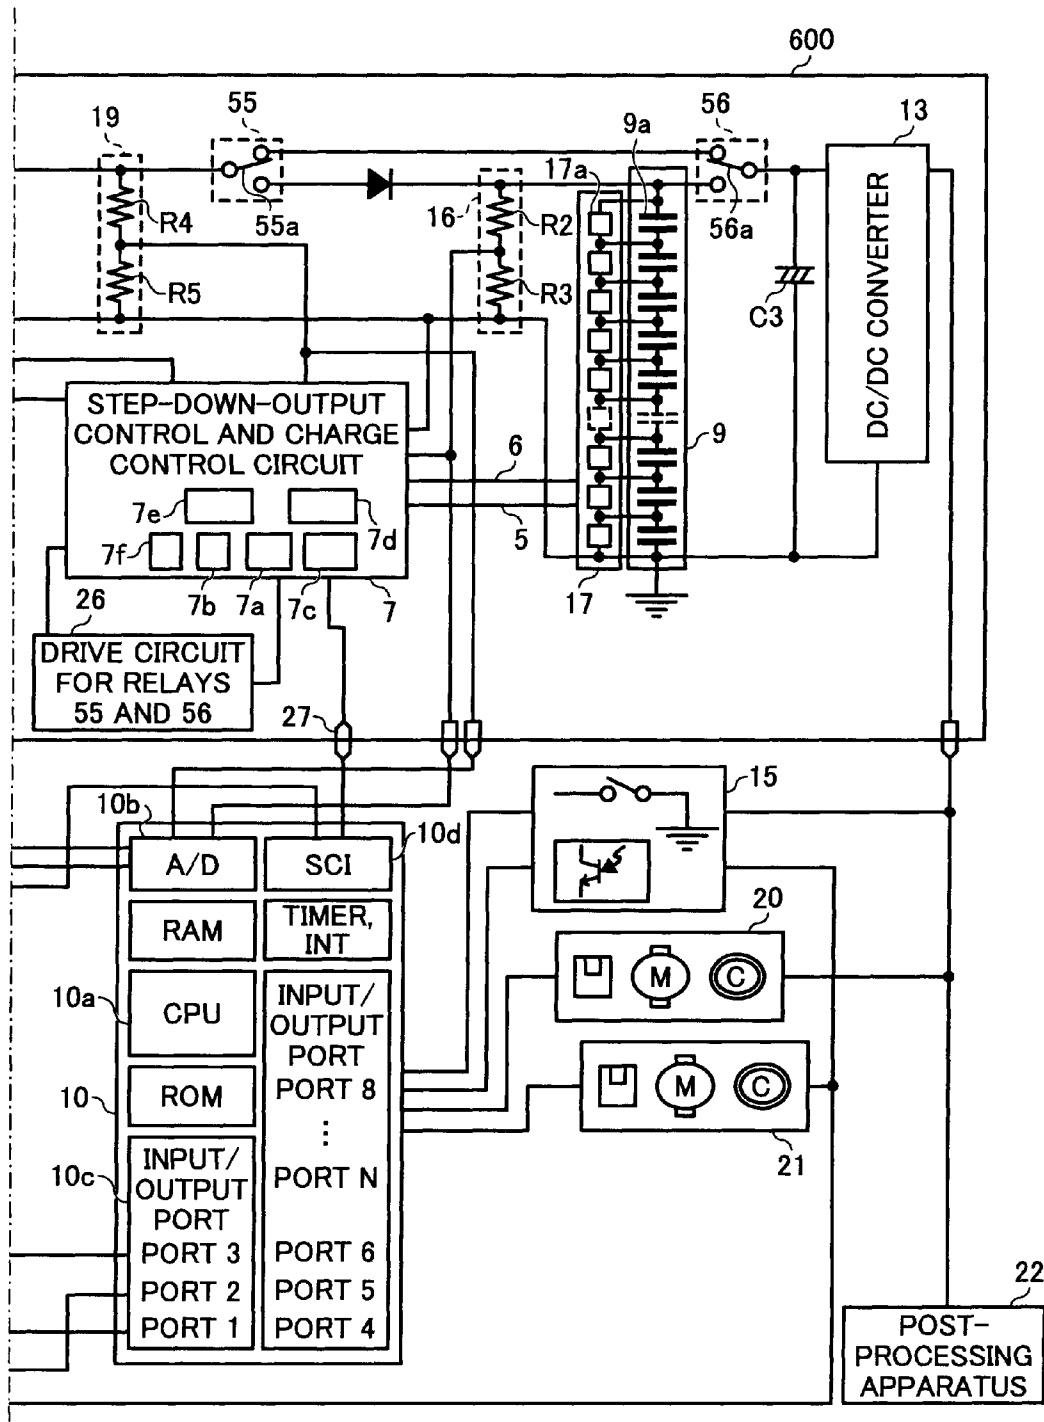 600
19
55
56
13
9a
17a
R4
55a
16
R2
56a
R5
R3
C3
DC/DC CONVERTER
STEP-DOWN-OUTPUT
CONTROL AND CHARGE
CONTROL CIRCUIT
6
9
7e
7d
5
7f
7b
7a
7c
7
17
26
DRIVE CIRCUIT
FOR RELAYS
55 AND 56
27
15
10b
10d
A/D
SCI
20
RAM
TIMER,
INT
M
C
10a
CPU
INPUT/
OUTPUT
PORT
PORT 8
⋮
PORT N
PORT 6
PORT 5
PORT 4
10
ROM
M
C
21
10c
INPUT/
OUTPUT
PORT
PORT 3
PORT 2
PORT 1
22
POST-
PROCESSING
APPARATUS